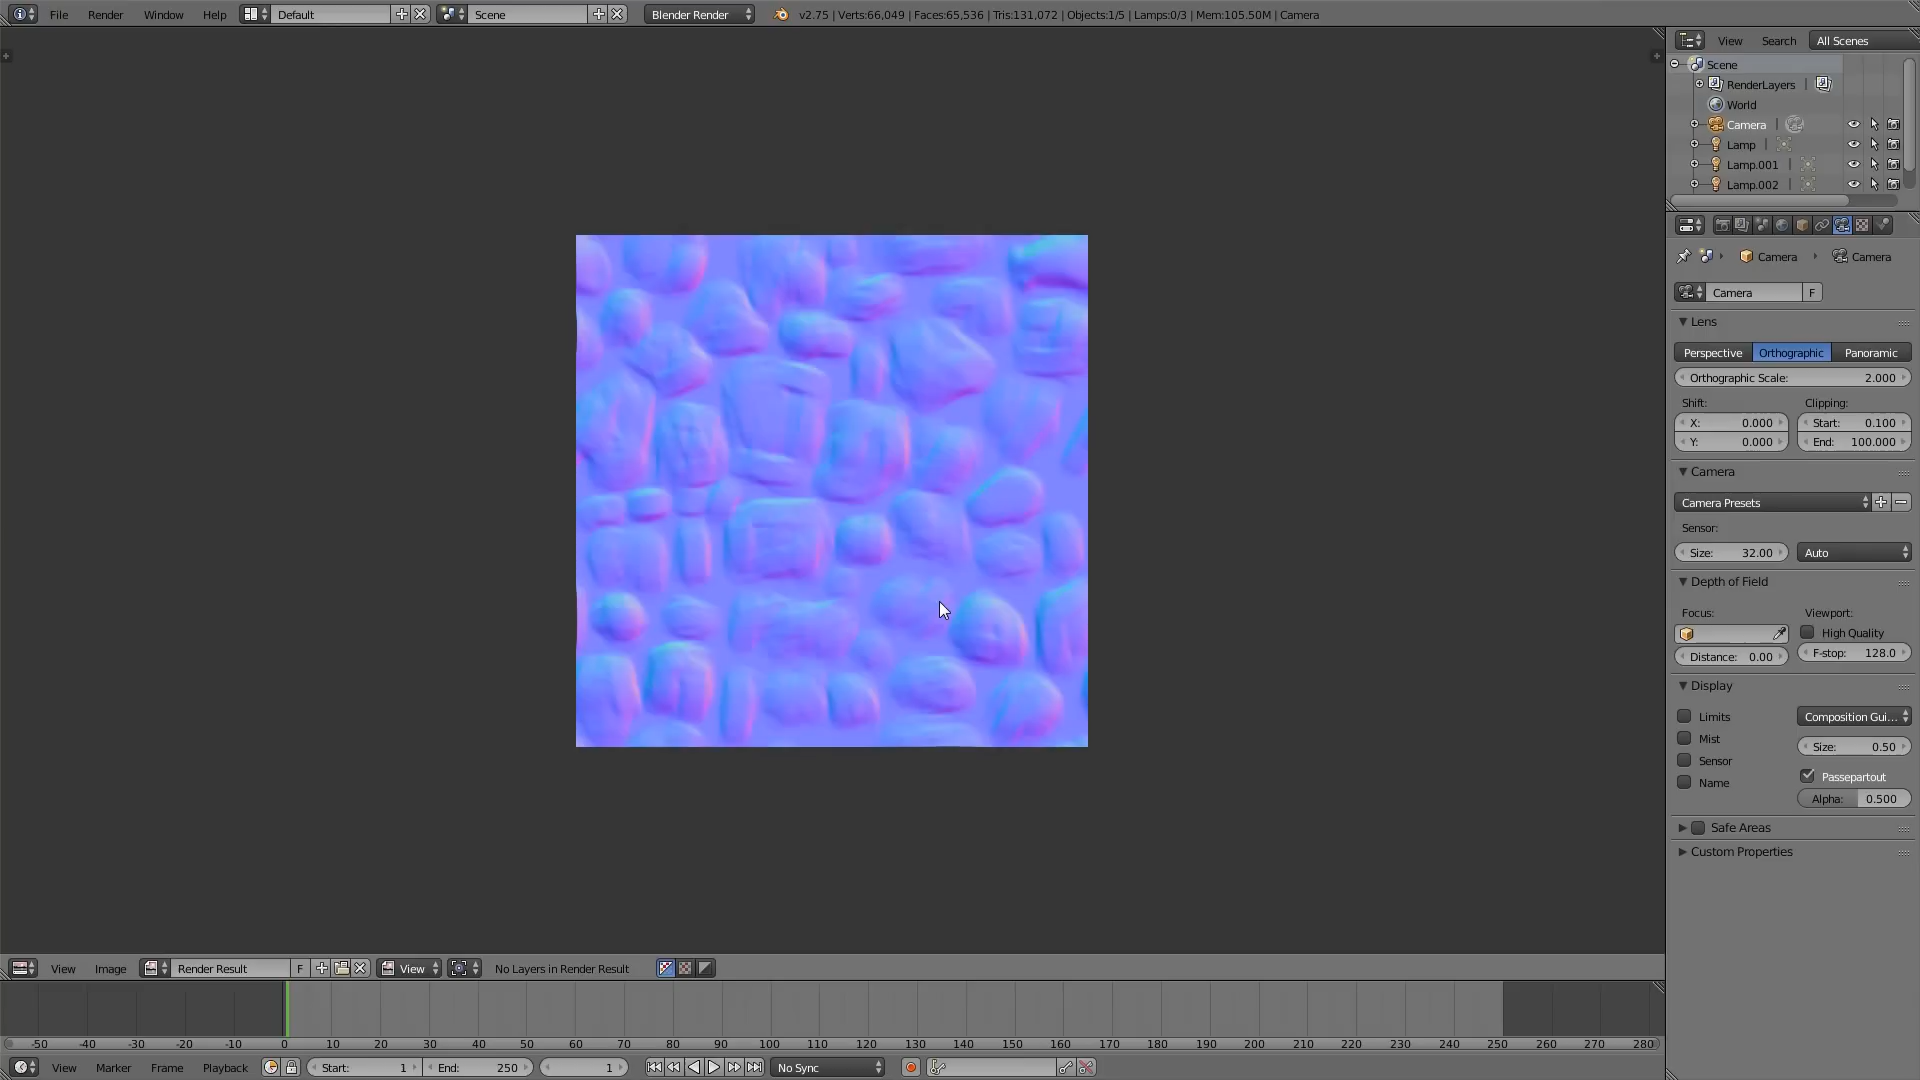 File Render Window Help Default Scene Blender Render v2.75 | Verts:66,049 | Faces:65,536 | Tris:131,072 | Objects:1/5 | Lamps:0/3 | Mem:105.50M | Camera
View Search All Scenes
Scene
RenderLayers
World
Camera
Lamp
Lamp.001
Lamp.002
Camera Camera
Camera F
Lens
Perspective Orthographic Panoramic
Orthographic Scale: 2.000
Shift: Clipping:
X: 0.000 Start: 0.100
Y: 0.000 End: 100.000
Camera
Camera Presets
Sensor:
Size: 32.00 Auto
Depth of Field
Focus: Viewport:
High Quality
Distance: 0.00 F-stop: 128.0
Display
Limits Composition Gui...
Mist Size: 0.50
Sensor Passepartout
Name Alpha: 0.500
Safe Areas
Custom Properties
View Image Render Result F View No Layers in Render Result
-50 -40 -30 -20 -10 0 10 20 30 40 50 60 70 80 90 100 110 120 130 140 150 160 170 180 190 200 210 220 230 240 250 260 270 280
View Marker Frame Playback Start: 1 End: 250 1 No Sync